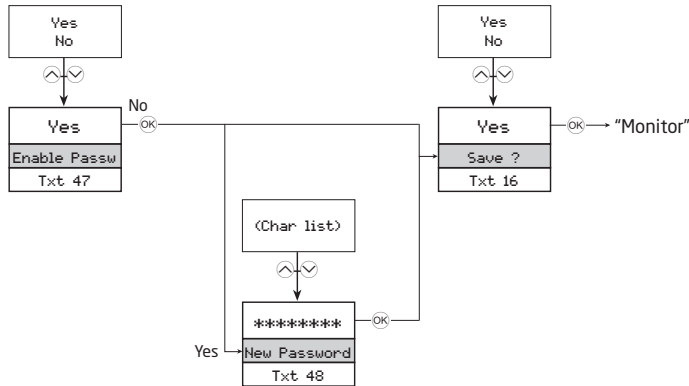 Yes
No
Yes
No
No
Yes
OK
Enable Passw
Txt 47
Yes
OK
“Monitor”
Save ?
Txt 16
(Char list)
********
OK
Yes
New Password
Txt 48